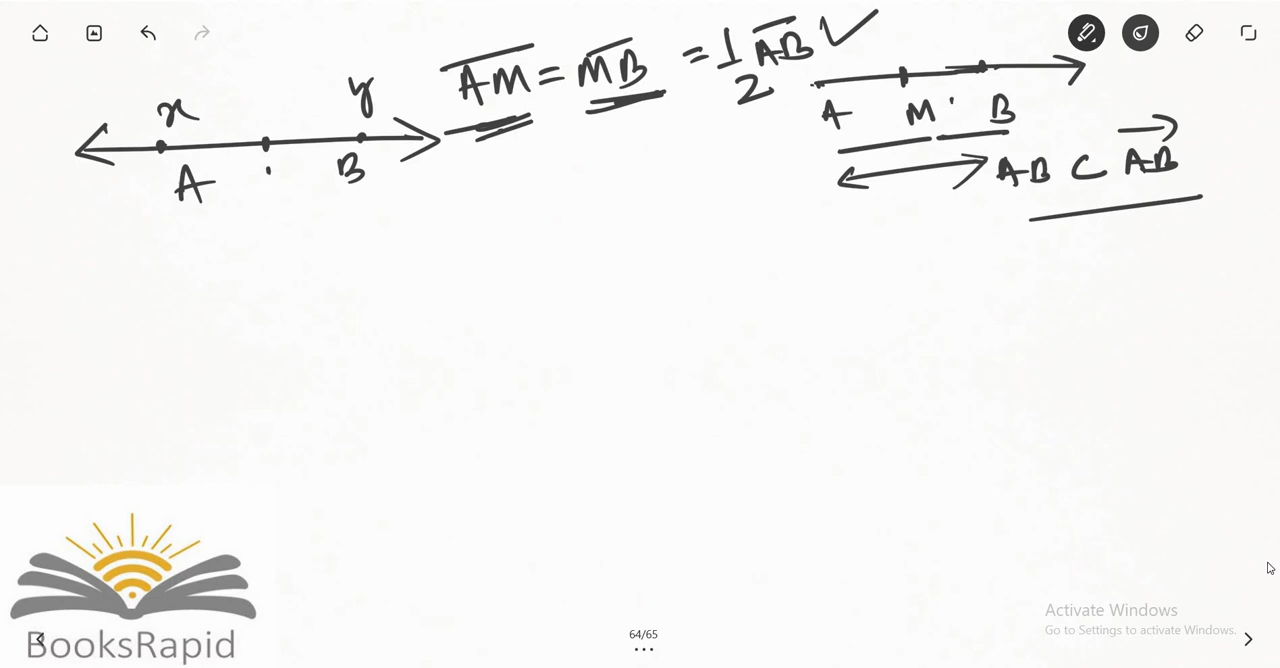 x y
A B
AM = MB = 1/2 AB
A M B
AB ⊂ AB
BooksRapid
64/65
Activate Windows
Go to Settings to activate Windows.